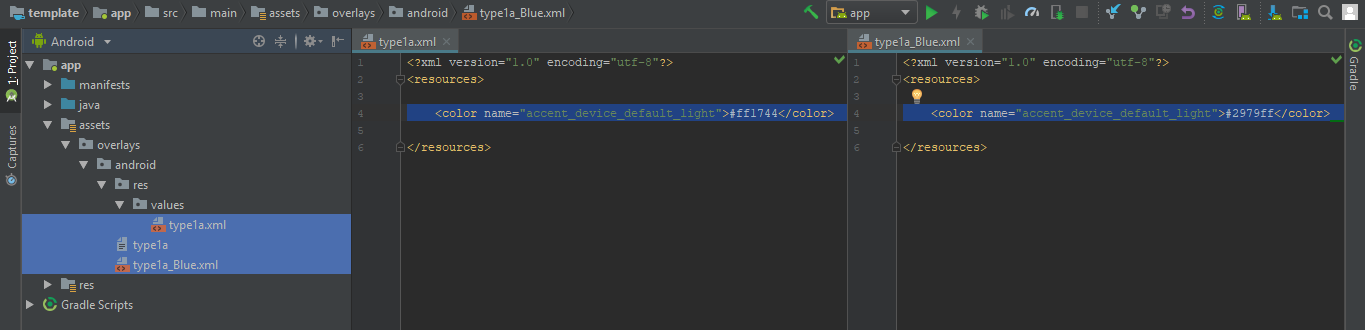 template app src main assets overlays android type1a_Blue.xml app
1: Project
Captures
Android
app
manifests
java
assets
overlays
android
res
values
type1a.xml
type1a
type1a_Blue.xml
res
Gradle Scripts
type1a.xml
1 <?xml version="1.0" encoding="utf-8"?>
2 <resources>
3
4 <color name="accent_device_default_light">#ff1744</color>
5
6 </resources>
type1a_Blue.xml
1 <?xml version="1.0" encoding="utf-8"?>
2 <resources>
3
4 <color name="accent_device_default_light">#2979ff</color>
5
6 </resources>
Gradle